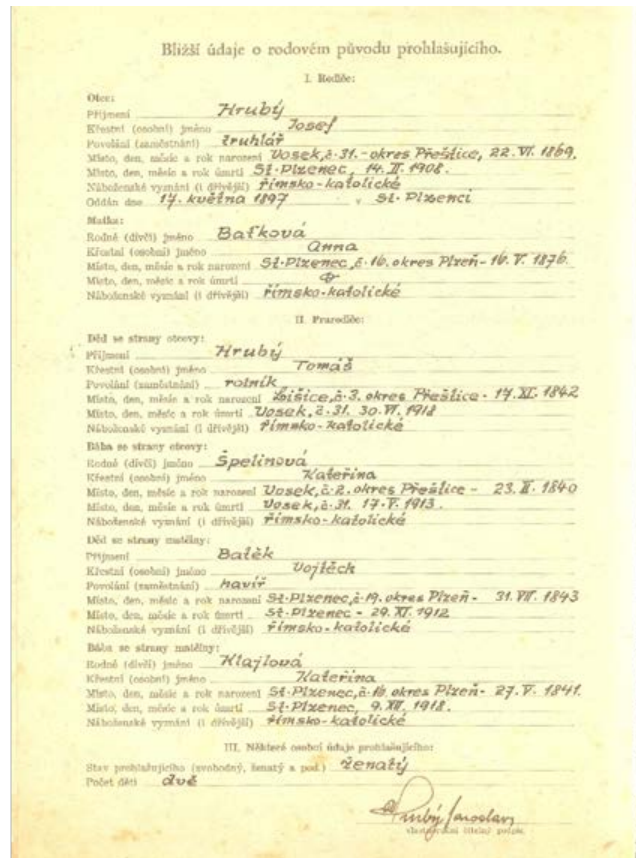 Bližší údaje o rodovém původu prohlašujícího.
I. Rodiče:
Otec:
Příjmení Hrubý
Křestní (osobní) jméno Josef
Povolání (zaměstnání) truhlář
Místo, den, měsíc a rok narození Vosek, č. 31. - okres Přeštice, 22. VI. 1869.
Místo, den, měsíc a rok úmrtí St. Plzenec, 14. II. 1908.
Náboženské vyznání (i dřívější) římsko-katolické
Oddán dne 17. května 1897 v St. Plzenci
Matka:
Rodné (dívčí) jméno Baťková
Křestní (osobní) jméno Anna
Místo, den, měsíc a rok narození St. Plzenec, č. 16. okres Plzeň - 16. V. 1876.
Místo, den, měsíc a rok úmrtí
Náboženské vyznání (i dřívější) římsko-katolické
II. Prarodiče:
Děd se strany otcovy:
Příjmení Hrubý
Křestní (osobní) jméno Tomáš
Povolání (zaměstnání) rolník
Místo, den, měsíc a rok narození Lišice, č. 3. okres Přeštice - 17. XI. 1842
Místo, den, měsíc a rok úmrtí Vosek, č. 31. 30. VI. 1918
Náboženské vyznání (i dřívější) římsko-katolické
Bába se strany otcovy:
Rodné (dívčí) jméno Špelinová
Křestní (osobní) jméno Kateřina
Místo, den, měsíc a rok narození Vosek, č. 2. okres Přeštice - 23. II. 1840
Místo, den, měsíc a rok úmrtí Vosek, č. 31. 17. V. 1913.
Náboženské vyznání (i dřívější) římsko-katolické
Děd se strany matčiny:
Příjmení Batěk
Křestní (osobní) jméno Vojtěch
Povolání (zaměstnání) havíř
Místo, den, měsíc a rok narození St. Plzenec, č. 19. okres Plzeň - 31. VII. 1843
Místo, den, měsíc a rok úmrtí St. Plzenec - 29. XI. 1912
Náboženské vyznání (i dřívější) římsko-katolické
Bába se strany matčiny:
Rodné (dívčí) jméno Klajlová
Křestní (osobní) jméno Kateřina
Místo, den, měsíc a rok narození St. Plzenec, č. 16. okres Plzeň - 27. V. 1841.
Místo, den, měsíc a rok úmrtí St. Plzenec, 9. XII. 1918.
Náboženské vyznání (i dřívější) římsko-katolické
III. Některé osobní údaje prohlašujícího:
Stav prohlašujícího (svobodný, ženatý a pod.) ženatý
Počet dětí dvě
Hrubý Jaroslav
vlastnoruční čitelný podpis.